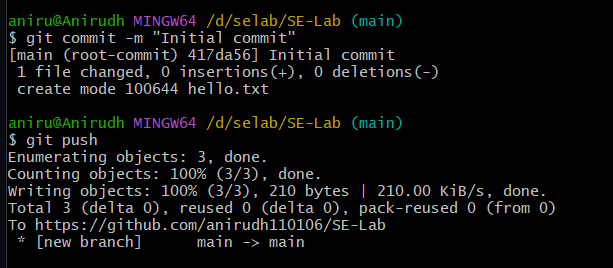 aniru@Anirudh MINGW64 /d/selab/SE-Lab (main)
$ git commit -m "Initial commit"
[main (root-commit) 417da56] Initial commit
 1 file changed, 0 insertions(+), 0 deletions(-)
 create mode 100644 hello.txt

aniru@Anirudh MINGW64 /d/selab/SE-Lab (main)
$ git push
Enumerating objects: 3, done.
Counting objects: 100% (3/3), done.
Writing objects: 100% (3/3), 210 bytes | 210.00 KiB/s, done.
Total 3 (delta 0), reused 0 (delta 0), pack-reused 0 (from 0)
To https://github.com/anirudh110106/SE-Lab
 * [new branch]      main -> main